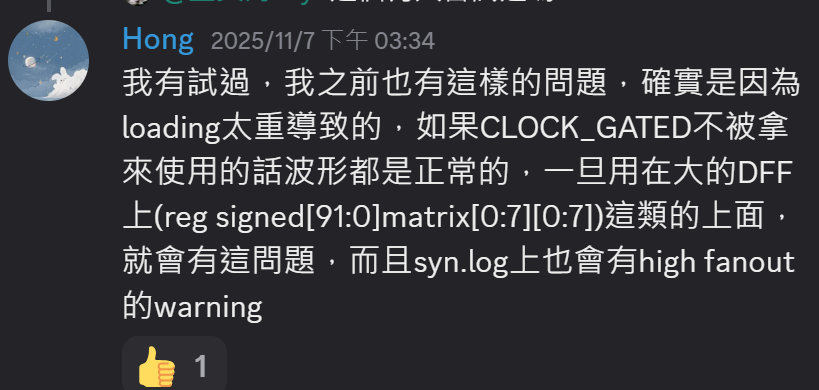 Hong 2025/11/7 下午 03:34
我有試過，我之前也有這樣的問題，確實是因為
loading太重導致的，如果CLOCK_GATED不被拿
來使用的話波形都是正常的，一旦用在大的DFF
上(reg signed[91:0]matrix[0:7][0:7])這類的上面，
就會有這問題，而且syn.log上也會有high fanout
的warning
1